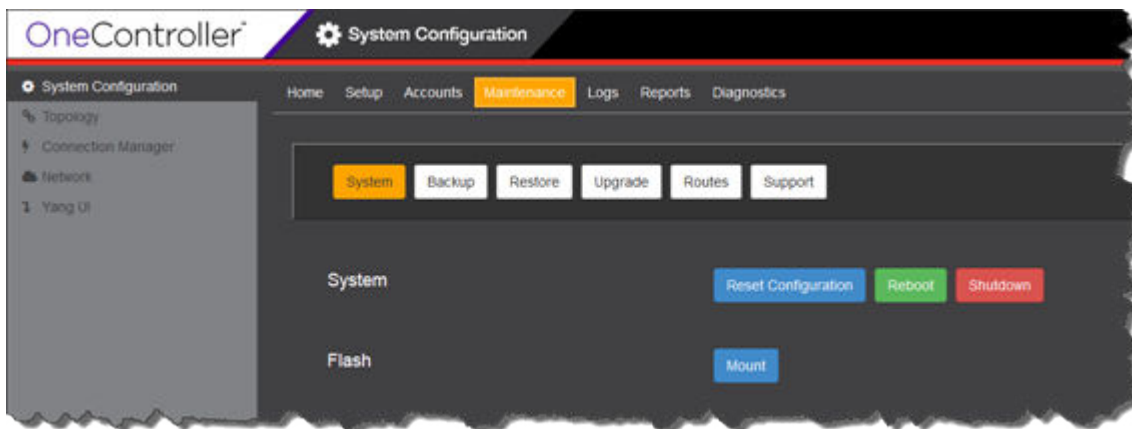 OneController™ System Configuration
System Configuration
Home Setup Accounts Maintenance Logs Reports Diagnostics
Topology
Connection Manager
Network
Yang UI
System Backup Restore Upgrade Routes Support
System Reset Configuration Reboot Shutdown
Flash Mount